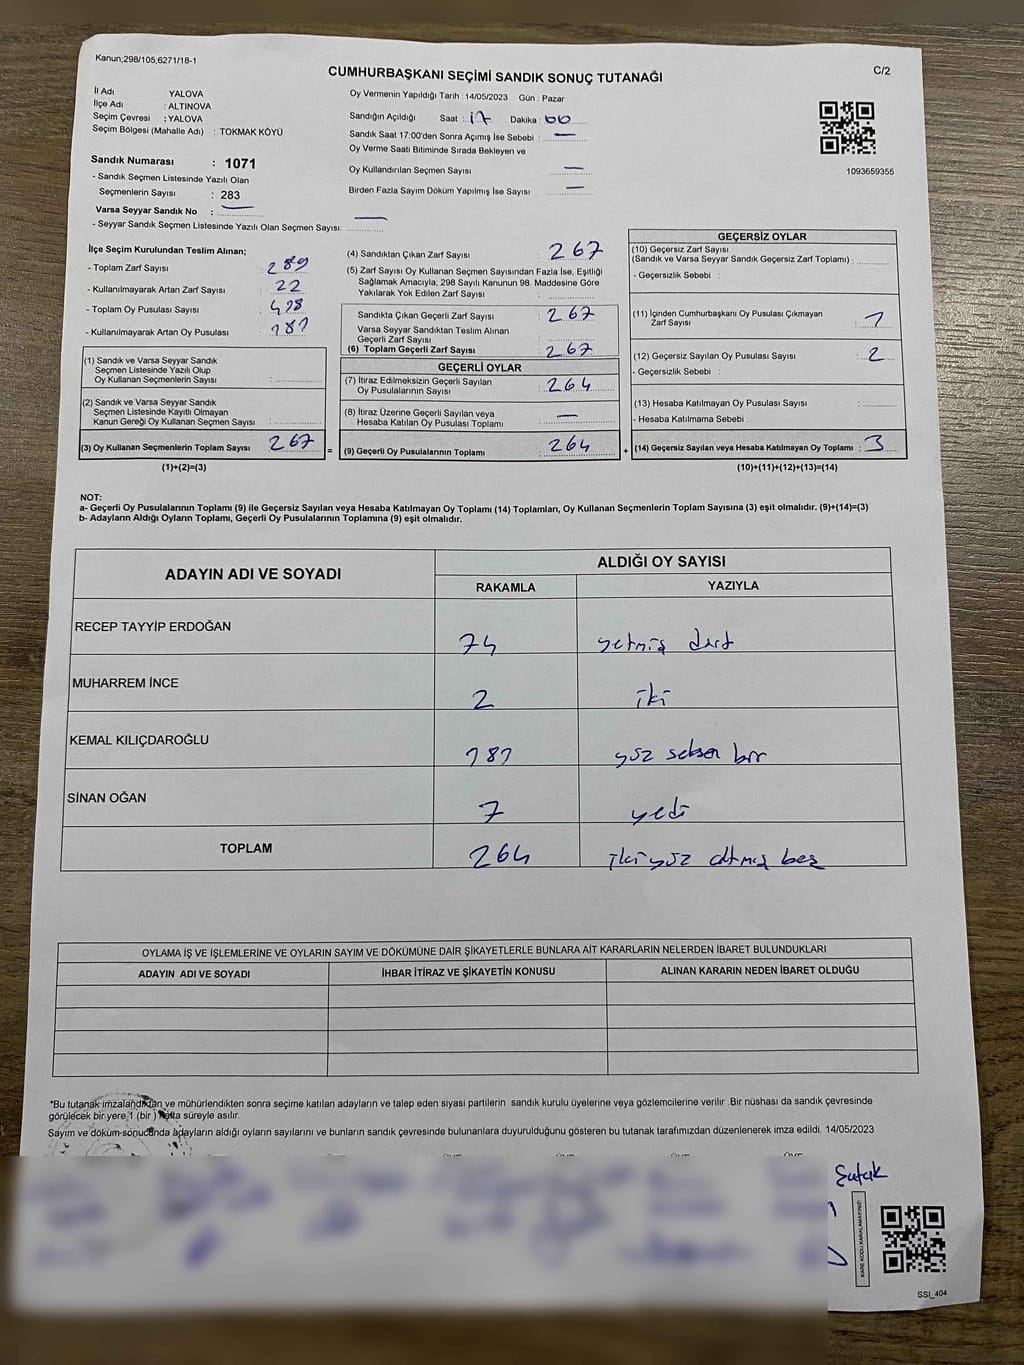 Kanun;298/105,6271/18-1
CUMHURBAŞKANI SEÇİMİ SANDIK SONUÇ TUTANAĞI
C/2
İl Adı YALOVA
İlçe Adı : ALTINOVA
Seçim Çevresi : YALOVA
Seçim Bölgesi (Mahalle Adı) : TOKMAK KÖYÜ
Sandık Numarası : 1071
- Sandık Seçmen Listesinde Yazılı Olan
Seçmenlerin Sayısı : 283
Varsa Seyyar Sandık No :
- Seyyar Sandık Seçmen Listesinde Yazılı Olan Seçmen Sayısı:
Oy Vermenin Yapıldığı Tarih :14/05/2023 Gün : Pazar
Sandığın Açıldığı Saat : 17 Dakika : 00
Sandık Saat 17:00'den Sonra Açımış İse Sebebi : —
Oy Verme Saati Bitiminde Sırada Bekleyen ve
Oy Kullandırılan Seçmen Sayısı : —
Birden Fazla Sayım Döküm Yapılmış İse Sayısı : —
1093659355
İlçe Seçim Kurulundan Teslim Alınan;
- Toplam Zarf Sayısı : 289
- Kullanılmayarak Artan Zarf Sayısı : 22
- Toplam Oy Pusulası Sayısı :
- Kullanılmayarak Artan Oy Pusulası :
(1) Sandık ve Varsa Seyyar Sandık
Seçmen Listesinde Yazılı Olup
Oy Kullanan Seçmenlerin Sayısı :
(2) Sandık ve Varsa Seyyar Sandık
Seçmen Listesinde Kayıtlı Olmayan
Kanun Gereği Oy Kullanan Seçmen Sayısı :
(3) Oy Kullanan Seçmenlerin Toplam Sayısı : 267
(1)+(2)=(3)
(4) Sandıktan Çıkan Zarf Sayısı : 267
(5) Zarf Sayısı Oy Kullanan Seçmen Sayısından Fazla İse, Eşitliği
Sağlamak Amacıyla, 298 Sayılı Kanunun 98. Maddesine Göre
Yakılarak Yok Edilen Zarf Sayısı :
Sandıkta Çıkan Geçerli Zarf Sayısı : 267
Varsa Seyyar Sandıktan Teslim Alınan
Geçerli Zarf Sayısı :
(6) Toplam Geçerli Zarf Sayısı : 267
GEÇERLİ OYLAR
(7) İtiraz Edilmeksizin Geçerli Sayılan
Oy Pusulalarının Sayısı : 264
(8) İtiraz Üzerine Geçerli Sayılan veya
Hesaba Katılan Oy Pusulası Toplamı : —
= (9) Geçerli Oy Pusulalarının Toplamı : 264
GEÇERSİZ OYLAR
(10) Geçersiz Zarf Sayısı
(Sandık ve Varsa Seyyar Sandık Geçersiz Zarf Toplamı) :
- Geçersizlik Sebebi :
(11) İçinden Cumhurbaşkanı Oy Pusulası Çıkmayan
Zarf Sayısı : 1
(12) Geçersiz Sayılan Oy Pusulası Sayısı : 2
- Geçersizlik Sebebi :
(13) Hesaba Katılmayan Oy Pusulası Sayısı :
- Hesaba Katılmama Sebebi :
+ (14) Geçersiz Sayılan veya Hesaba Katılmayan Oy Toplamı : 3
(10)+(11)+(12)+(13)=(14)
NOT:
a- Geçerli Oy Pusulalarının Toplamı (9) ile Geçersiz Sayılan veya Hesaba Katılmayan Oy Toplamı (14) Toplamları, Oy Kullanan Seçmenlerin Toplam Sayısına (3) eşit olmalıdır. (9)+(14)=(3)
b- Adayların Aldığı Oyların Toplamı, Geçerli Oy Pusulalarının Toplamına (9) eşit olmalıdır.
ADAYIN ADI VE SOYADI
ALDIĞI OY SAYISI
RAKAMLA YAZIYLA
RECEP TAYYİP ERDOĞAN 74 yetmiş dört
MUHARREM İNCE 2 iki
KEMAL KILIÇDAROĞLU 181 yüz seksen bir
SİNAN OĞAN 7 yedi
TOPLAM 264 iki yüz altmış beş
OYLAMA İŞ VE İŞLEMLERİNE VE OYLARIN SAYIM VE DÖKÜMÜNE DAİR ŞİKAYETLERLE BUNLARA AİT KARARLARIN NELERDEN İBARET BULUNDUKLARI
ADAYIN ADI VE SOYADI İHBAR İTİRAZ VE ŞİKAYETİN KONUSU ALINAN KARARIN NEDEN İBARET OLDUĞU
*Bu tutanak imzalandıktan ve mühürlendikten sonra seçime katılan adayların ve talep eden siyasi partilerin sandık kurulu üyelerine veya gözlemcilerine verilir .Bir nüshası da sandık çevresinde
görülecek bir yere 1 (bir ) hafta süreyle asılır.
Sayım ve döküm sonucunda adayların aldığı oyların sayılarını ve bunların sandık çevresinde bulunanlara duyurulduğunu gösteren bu tutanak tarafımızdan düzenlenerek imza edildi. 14/05/2023
KARE KODU KARALAMAYINIZ!
SSI_404